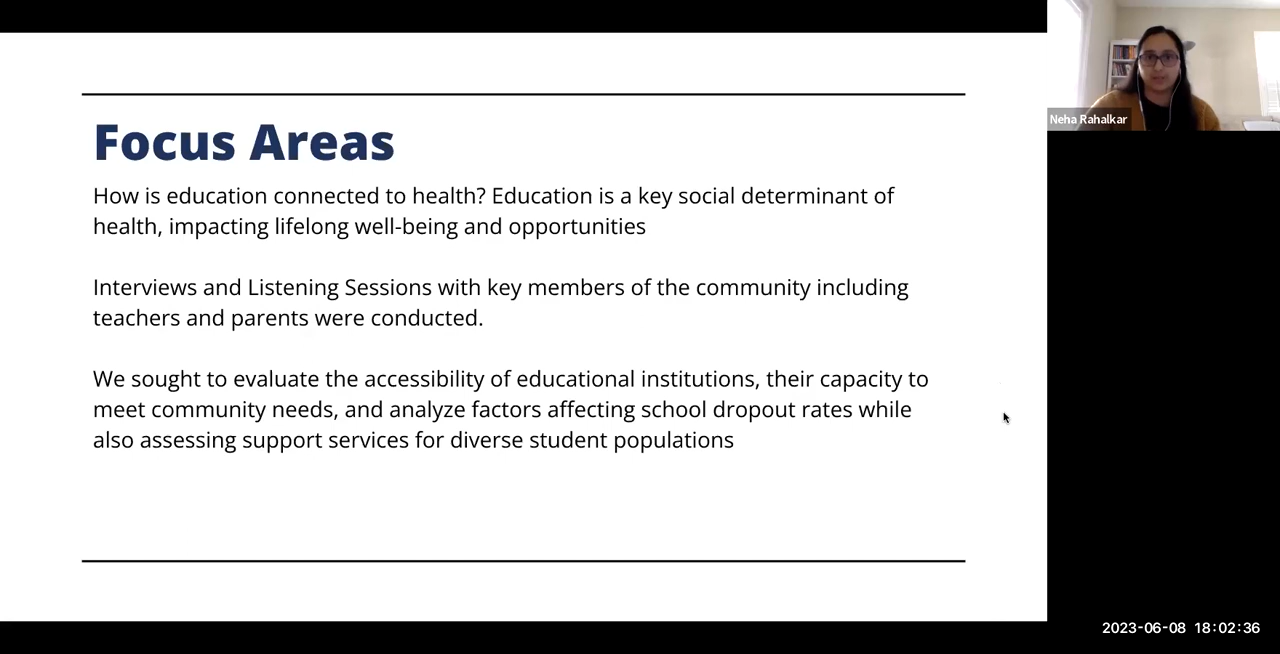 Focus Areas
How is education connected to health? Education is a key social determinant of
health, impacting lifelong well-being and opportunities
Interviews and Listening Sessions with key members of the community including
teachers and parents were conducted.
We sought to evaluate the accessibility of educational institutions, their capacity to
meet community needs, and analyze factors affecting school dropout rates while
also assessing support services for diverse student populations
Neha Rahalkar
2023-06-08 18:02:36